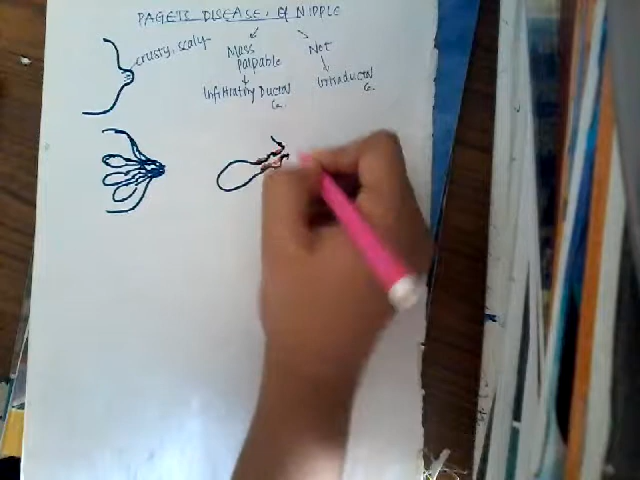 PAGETS DISEASE, of NIPPLE
crusty, scaly
Mass
palpable
Not
Infiltrating Ductal
Ca.
Intraductal
Ca.